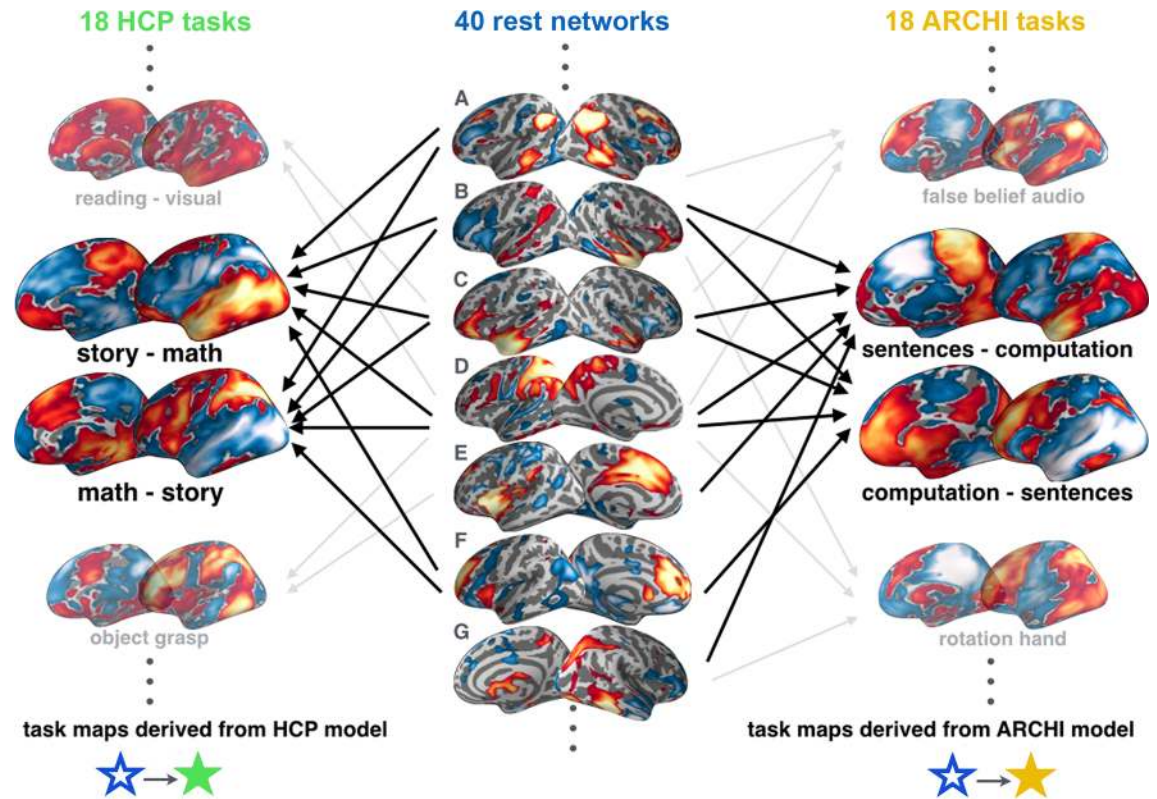 18 HCP tasks
40 rest networks
18 ARCHI tasks
A
reading - visual
false belief audio
B
C
story - math
sentences - computation
D
math - story
computation - sentences
E
F
object grasp
rotation hand
G
task maps derived from HCP model
task maps derived from ARCHI model